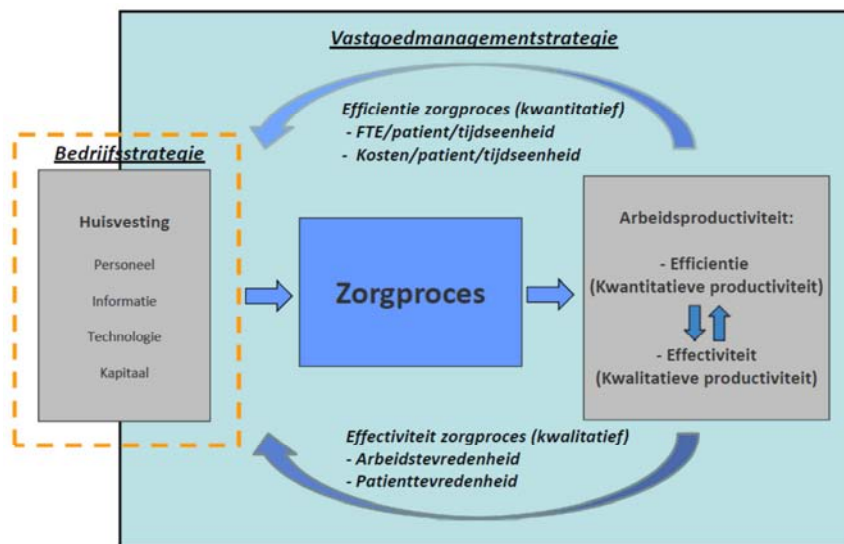 Vastgoedmanagementstrategie
Efficientie zorgproces (kwantitatief)
- FTE/patient/tijdseenheid
- Kosten/patient/tijdseenheid
Bedrijfsstrategie
Huisvesting
Personeel
Informatie
Technologie
Kapitaal
Zorgproces
Arbeidsproductiviteit:
- Efficientie
(Kwantitatieve productiviteit)
- Effectiviteit
(Kwalitatieve productiviteit)
Effectiviteit zorgproces (kwalitatief)
- Arbeidstevredenheid
- Patienttevredenheid